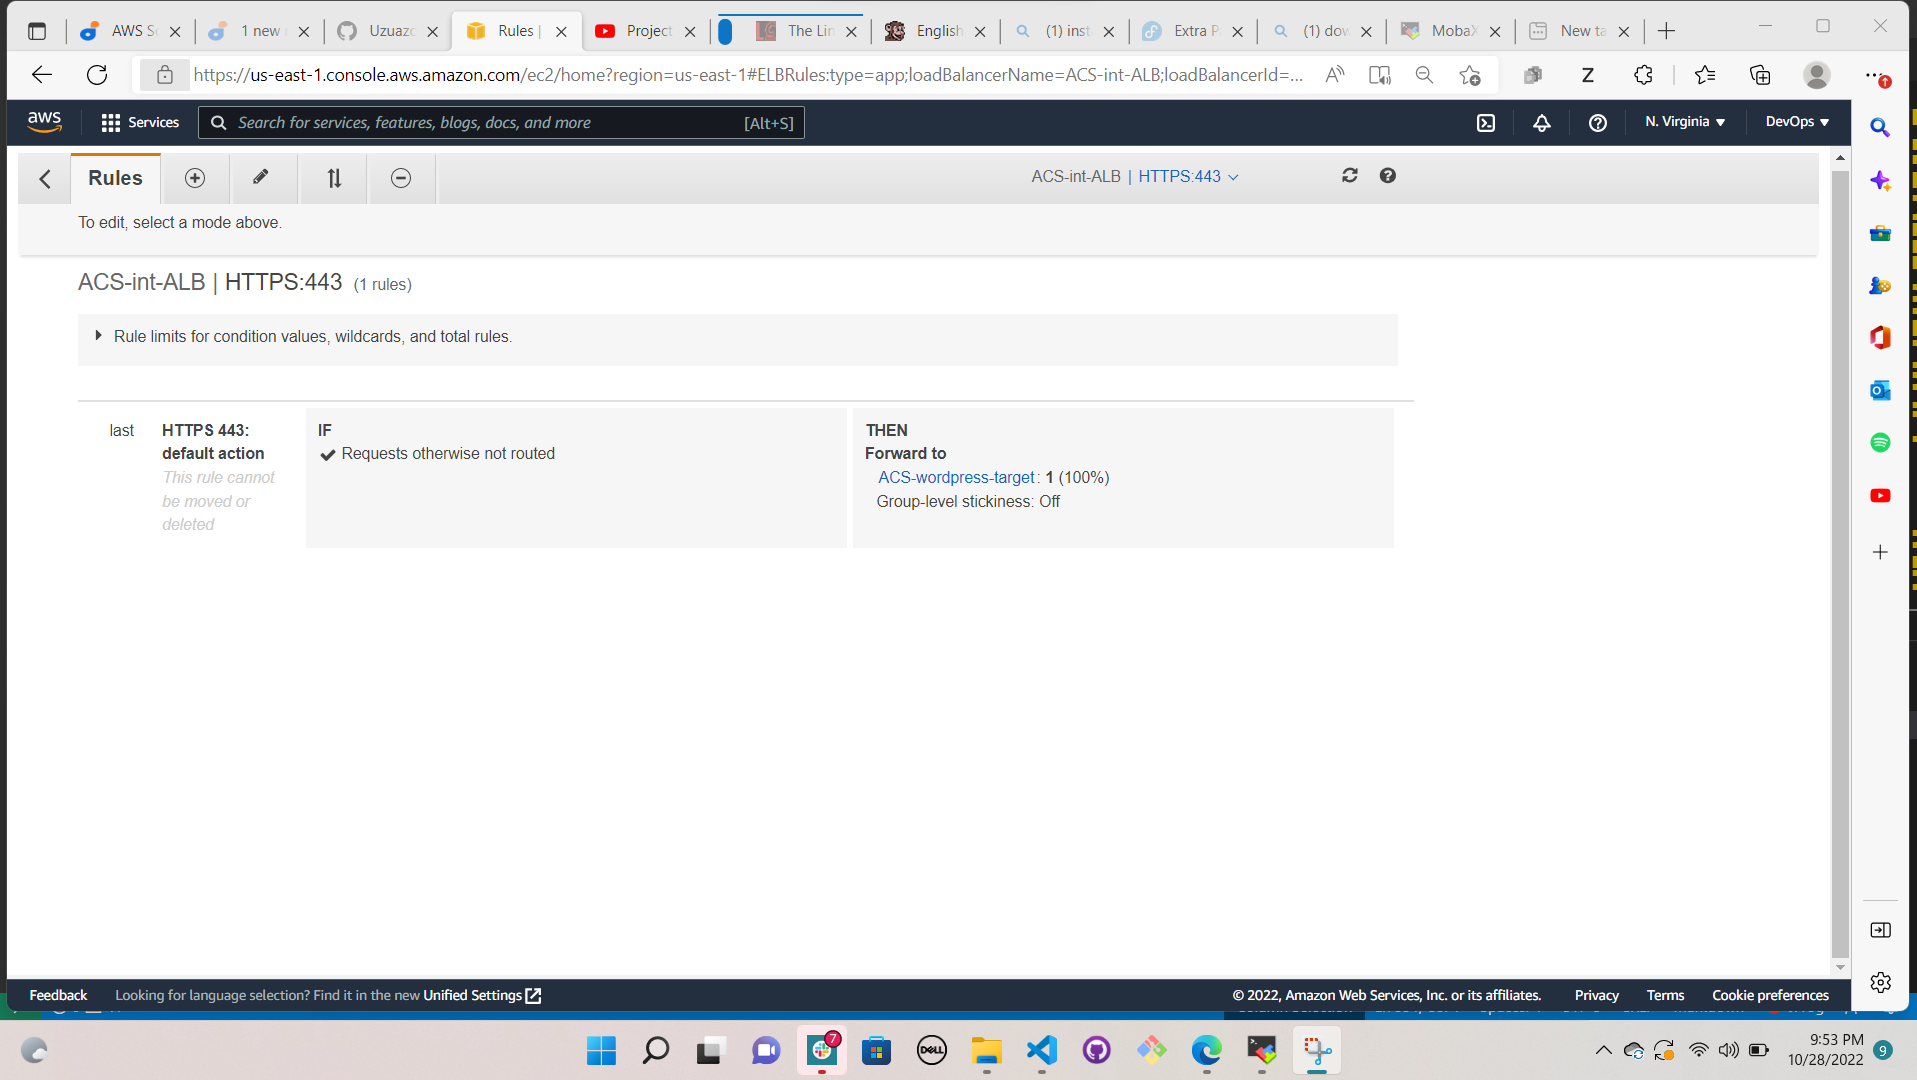 AWS S
1 new
Uzuazo
Rules |
Project
The Lin
English
(1) inst
Extra P
(1) dow
MobaX
New ta
https://us-east-1.console.aws.amazon.com/ec2/home?region=us-east-1#ELBRules:type=app;loadBalancerName=ACS-int-ALB;loadBalancerId=...
aws
Services
Search for services, features, blogs, docs, and more
[Alt+S]
N. Virginia
DevOps
Rules
ACS-int-ALB | HTTPS:443
To edit, select a mode above.
ACS-int-ALB | HTTPS:443 (1 rules)
Rule limits for condition values, wildcards, and total rules.
last
HTTPS 443:
default action
This rule cannot
be moved or
deleted
IF
Requests otherwise not routed
THEN
Forward to
ACS-wordpress-target: 1 (100%)
Group-level stickiness: Off
Feedback
Looking for language selection? Find it in the new Unified Settings
© 2022, Amazon Web Services, Inc. or its affiliates.
Privacy
Terms
Cookie preferences
7
DELL
9:53 PM
10/28/2022
9